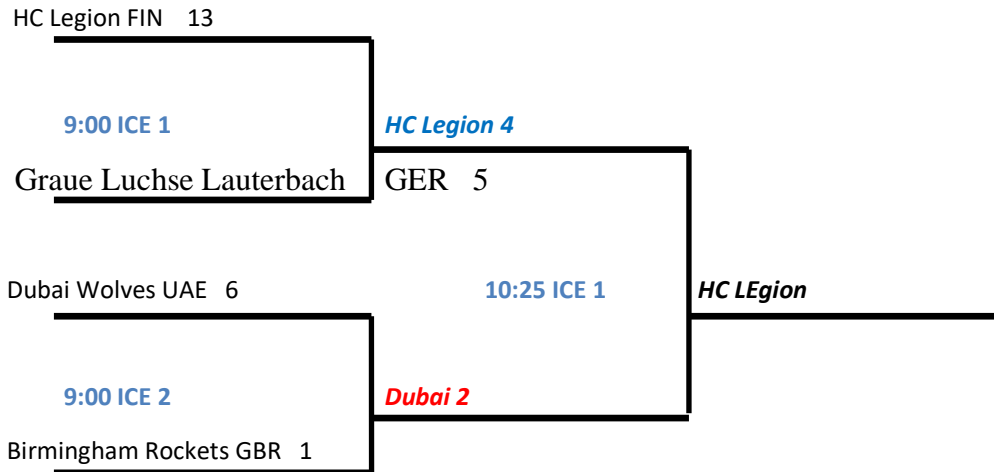 HC Legion FIN 13
9:00 ICE 1
HC Legion 4
Graue Luchse Lauterbach GER 5
Dubai Wolves UAE 6
10:25 ICE 1
HC LEgion
9:00 ICE 2
Dubai 2
Birmingham Rockets GBR 1